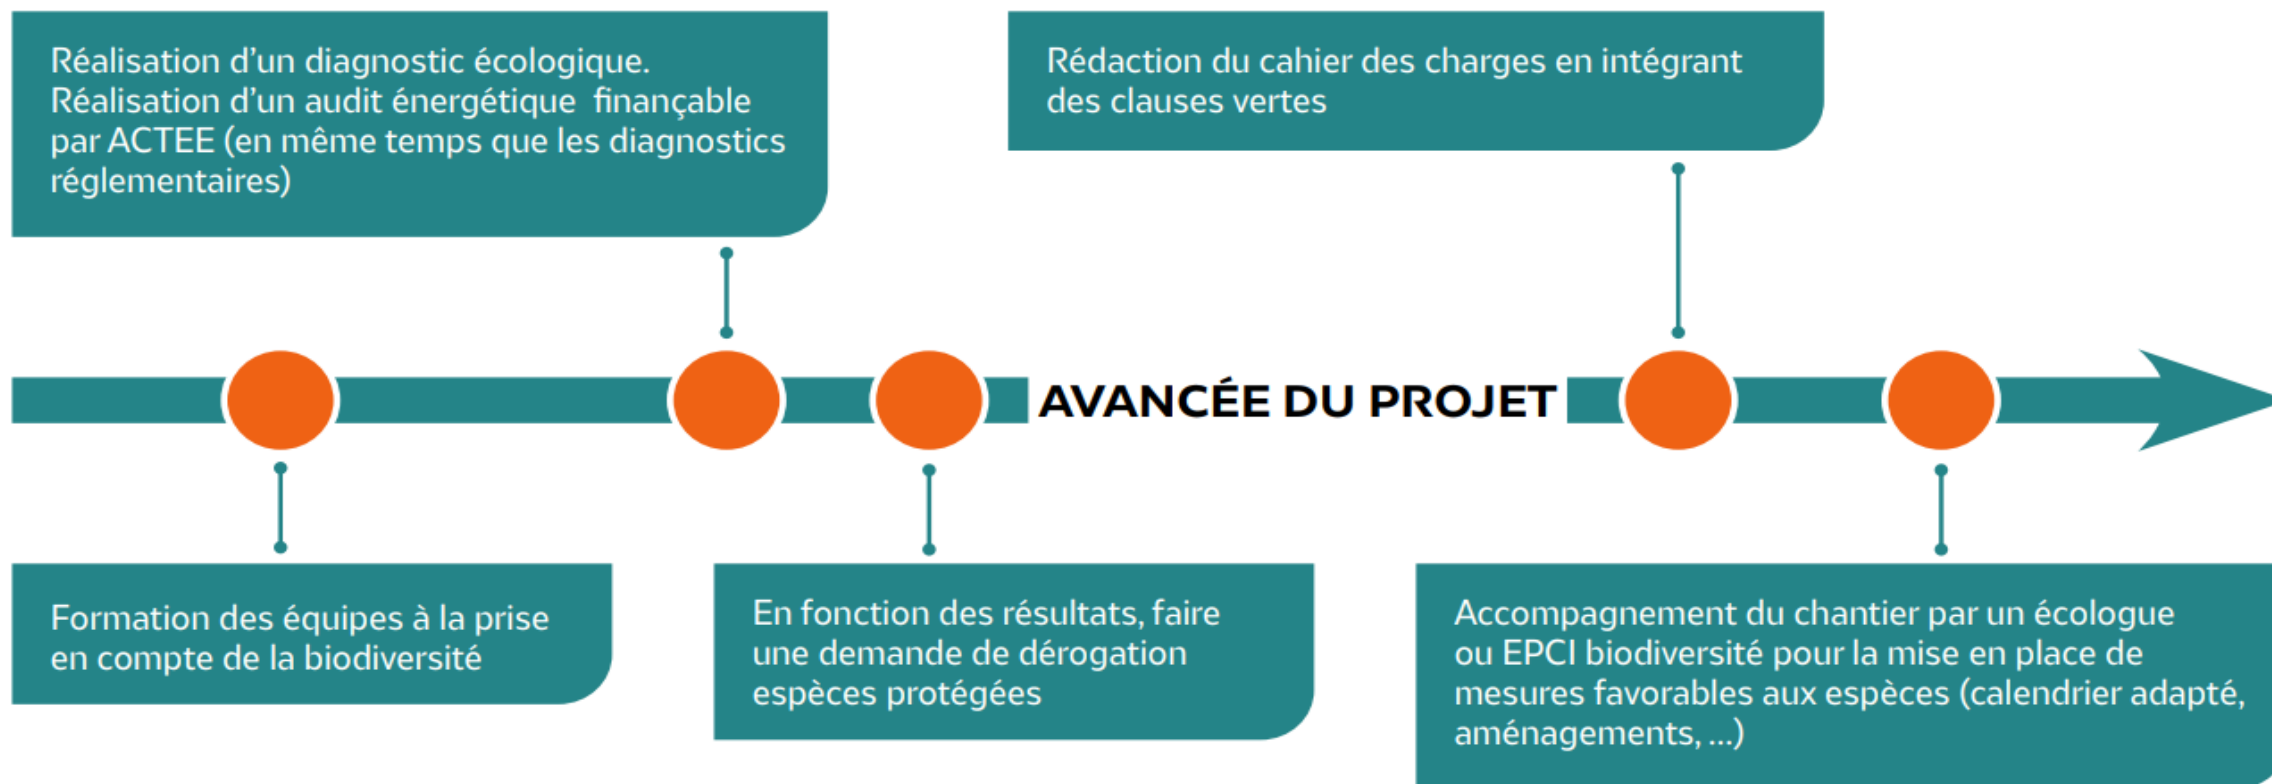 Réalisation d'un diagnostic écologique.
Réalisation d'un audit énergétique finançable
par ACTEE (en même temps que les diagnostics
réglementaires)
Rédaction du cahier des charges en intégrant
des clauses vertes
AVANCÉE DU PROJET
Formation des équipes à la prise
en compte de la biodiversité
En fonction des résultats, faire
une demande de dérogation
espèces protégées
Accompagnement du chantier par un écologue
ou EPCI biodiversité pour la mise en place de
mesures favorables aux espèces (calendrier adapté,
aménagements, ...)